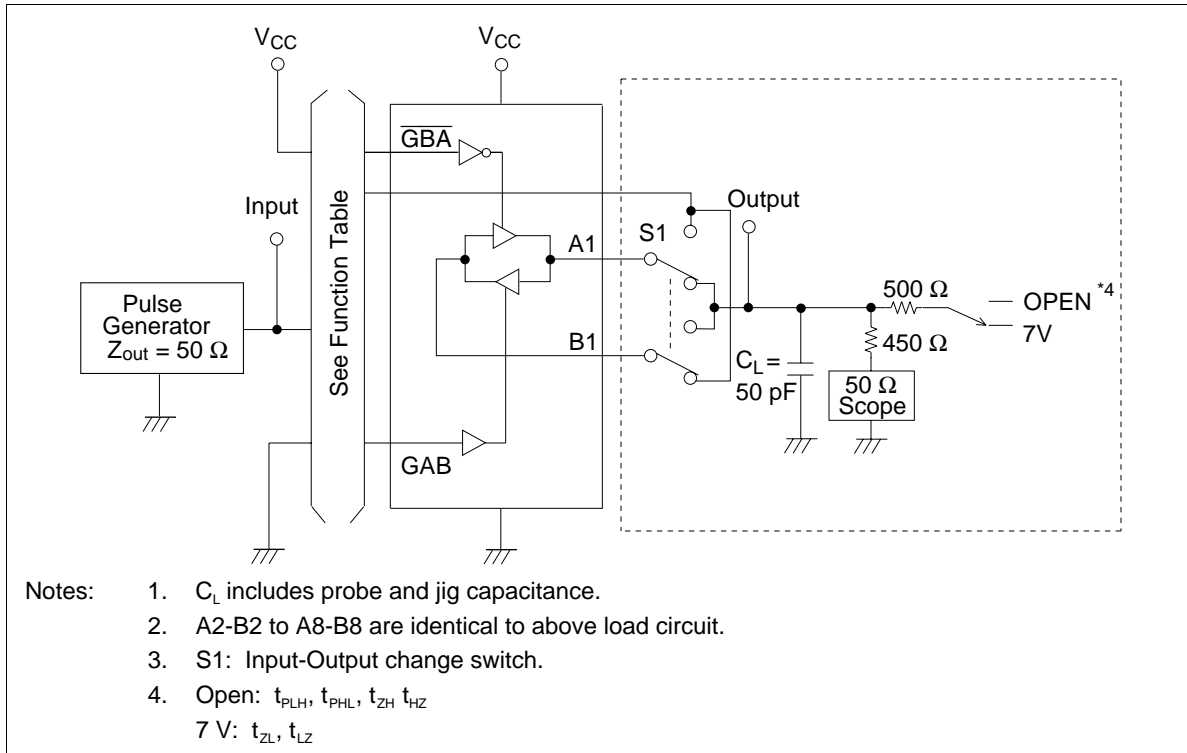 VCC
VCC
GBA
Input
Output
See Function Table
A1
S1
500 Ω
OPEN *4
7V
Pulse
Generator
Zout = 50 Ω
450 Ω
B1
CL =
50 pF
50 Ω
Scope
GAB
Notes: 1. CL includes probe and jig capacitance.
2. A2-B2 to A8-B8 are identical to above load circuit.
3. S1: Input-Output change switch.
4. Open: tPLH, tPHL, tZH tHZ
7 V: tZL, tLZ